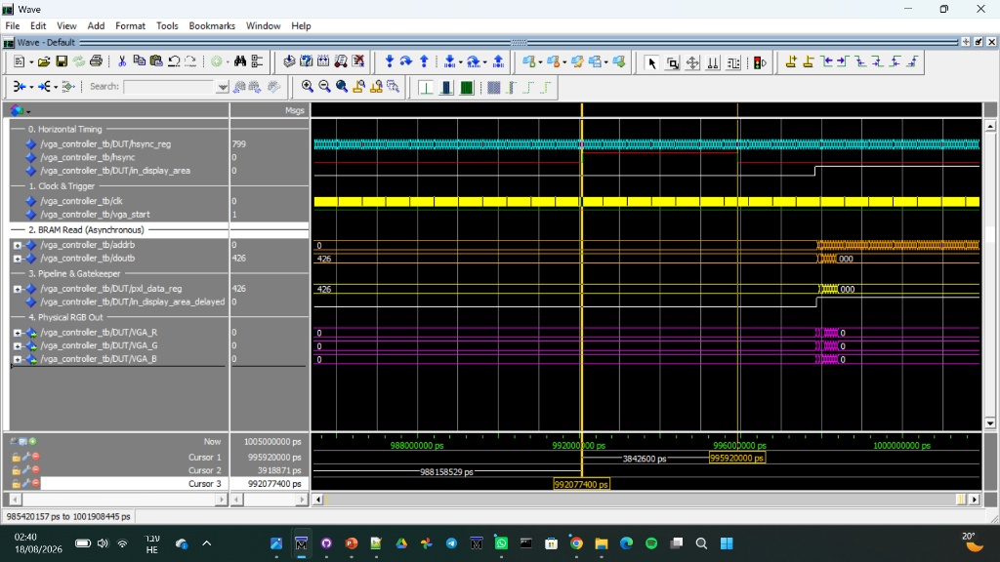 Wave
File Edit View Add Format Tools Bookmarks Window Help
Wave - Default
Search:
Msgs
0. Horizontal Timing
/vga_controller_tb/DUT/hsync_reg 799
/vga_controller_tb/hsync 0
/vga_controller_tb/DUT/in_display_area 0
1. Clock & Trigger
/vga_controller_tb/clk 0
/vga_controller_tb/vga_start 1
2. BRAM Read (Asynchronous)
/vga_controller_tb/addrb 0 0
/vga_controller_tb/doutb 426 426 000
3. Pipeline & Gatekeeper
/vga_controller_tb/DUT/pxl_data_reg 426 426 000
/vga_controller_tb/DUT/in_display_area_delayed 0
4. Physical RGB Out
/vga_controller_tb/DUT/VGA_R 0 0 0
/vga_controller_tb/DUT/VGA_G 0 0 0
/vga_controller_tb/DUT/VGA_B 0 0 0
Now 1005000000 ps 988000000 ps 992000000 ps 996000000 ps 1000000000 ps
Cursor 1 995920000 ps 3842600 ps 995920000 ps
Cursor 2 3918871 ps 988158529 ps
Cursor 3 992077400 ps 992077400 ps
985420157 ps to 1001908445 ps
02:40
18/08/2026
עבר
HE
20°